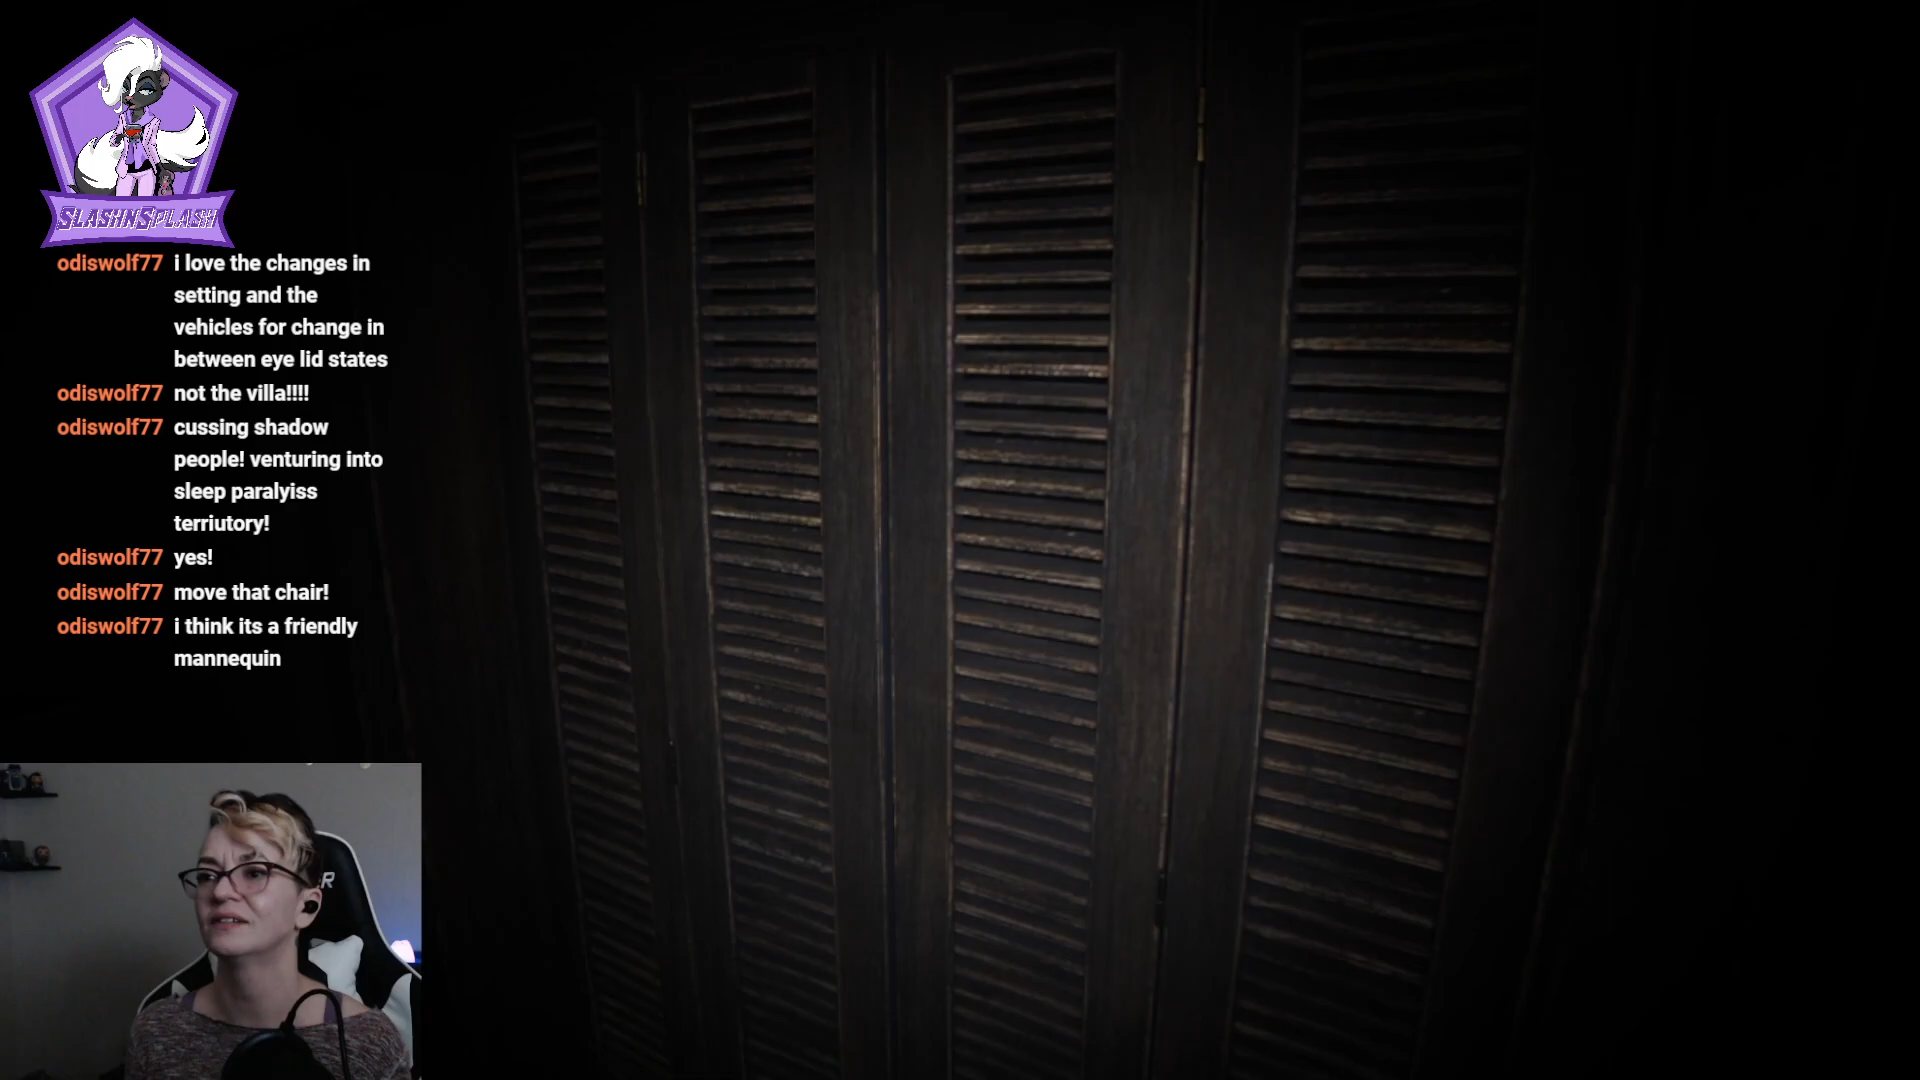 SLASHNSPLASH
odiswolf77 i love the changes in
setting and the
vehicles for change in
between eye lid states
odiswolf77 not the villa!!!!
odiswolf77 cussing shadow
people! venturing into
sleep paralyiss
terriutory!
odiswolf77 yes!
odiswolf77 move that chair!
odiswolf77 i think its a friendly
mannequin
R